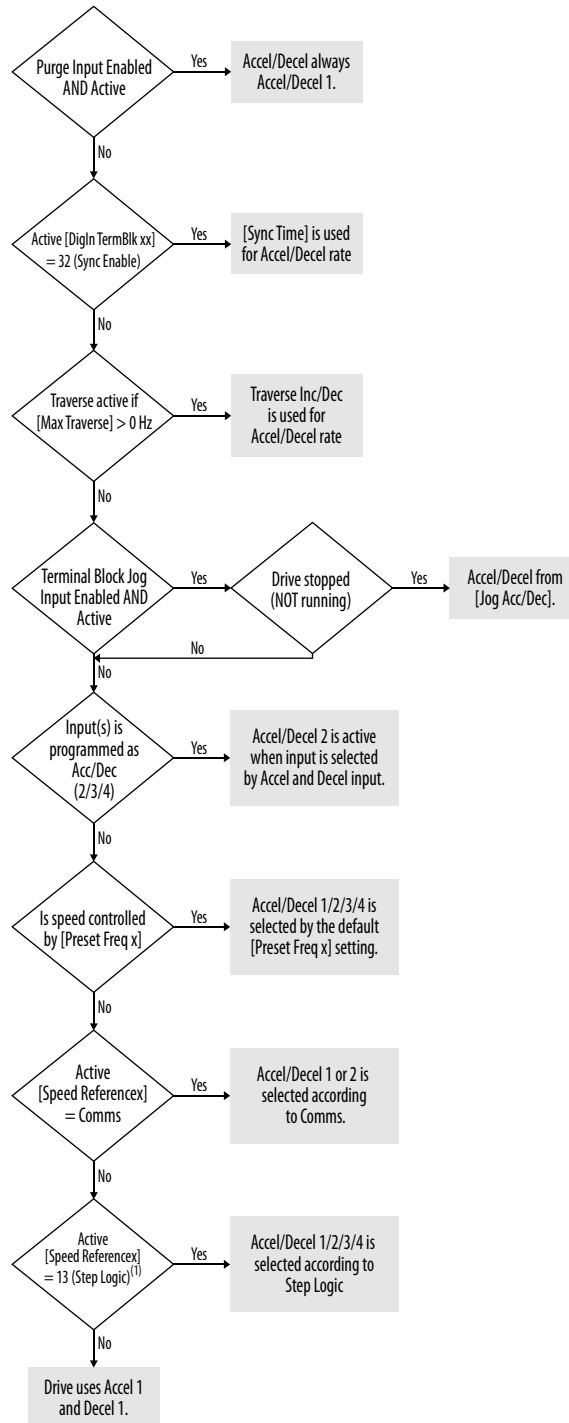 Purge Input Enabled
AND Active
Yes
Accel/Decel always
Accel/Decel 1.
No
Active [DigIn TermBlk xx]
= 32 (Sync Enable)
Yes
[Sync Time] is used
for Accel/Decel rate
No
Traverse active if
[Max Traverse] > 0 Hz
Yes
Traverse Inc/Dec
is used for
Accel/Decel rate
No
Terminal Block Jog
Input Enabled AND
Active
Yes
Drive stopped
(NOT running)
Yes
Accel/Decel from
[Jog Acc/Dec].
No
No
Input(s) is
programmed as
Acc/Dec
(2/3/4)
Yes
Accel/Decel 2 is active
when input is selected
by Accel and Decel input.
No
Is speed controlled
by [Preset Freq x]
Yes
Accel/Decel 1/2/3/4 is
selected by the default
[Preset Freq x] setting.
No
Active
[Speed Referencex]
= Comms
Yes
Accel/Decel 1 or 2 is
selected according
to Comms.
No
Active
[Speed Referencex]
= 13 (Step Logic)(1)
Yes
Accel/Decel 1/2/3/4 is
selected according to
Step Logic
No
Drive uses Accel 1
and Decel 1.